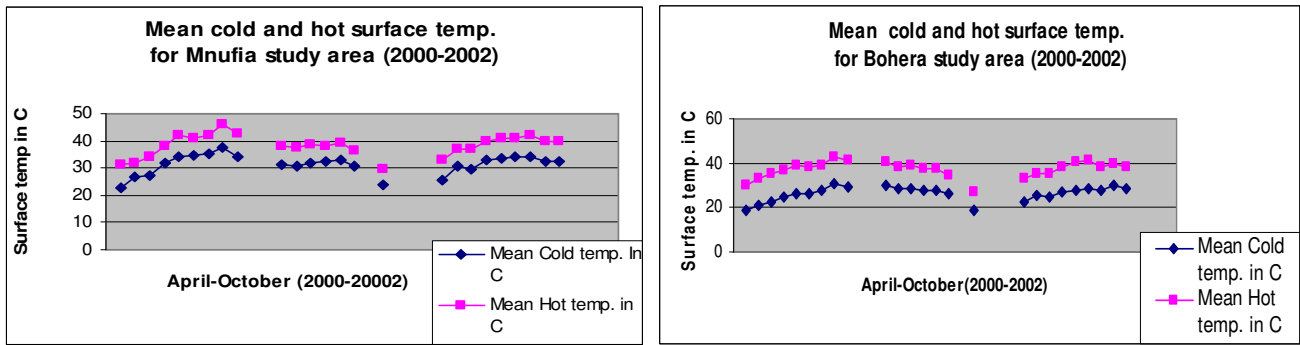 Mean cold and hot surface temp.
for Mnufia study area (2000-2002)
Surface temp in C
50
40
30
20
10
0
April-October (2000-20002)
Mean Cold temp. In
C
Mean Hot temp. in
C
Mean cold and hot surface temp.
for Bohera study area (2000-2002)
Surface temp. in C
60
40
20
0
April-October(2000-2002)
Mean Cold
temp. in C
Mean Hot
temp. in C